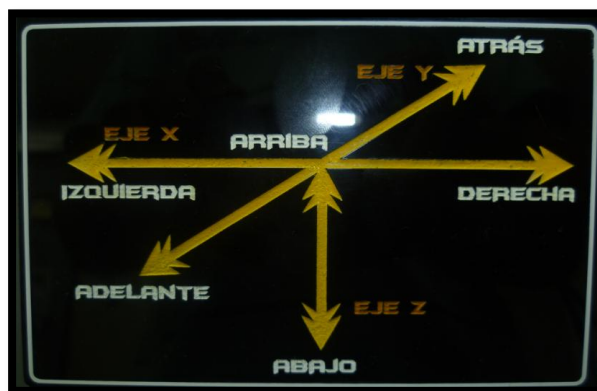 ATRÁS
EJE Y
EJE X
ARRIBA
IZQUIERDA
DERECHA
ADELANTE
EJE Z
ABAJO